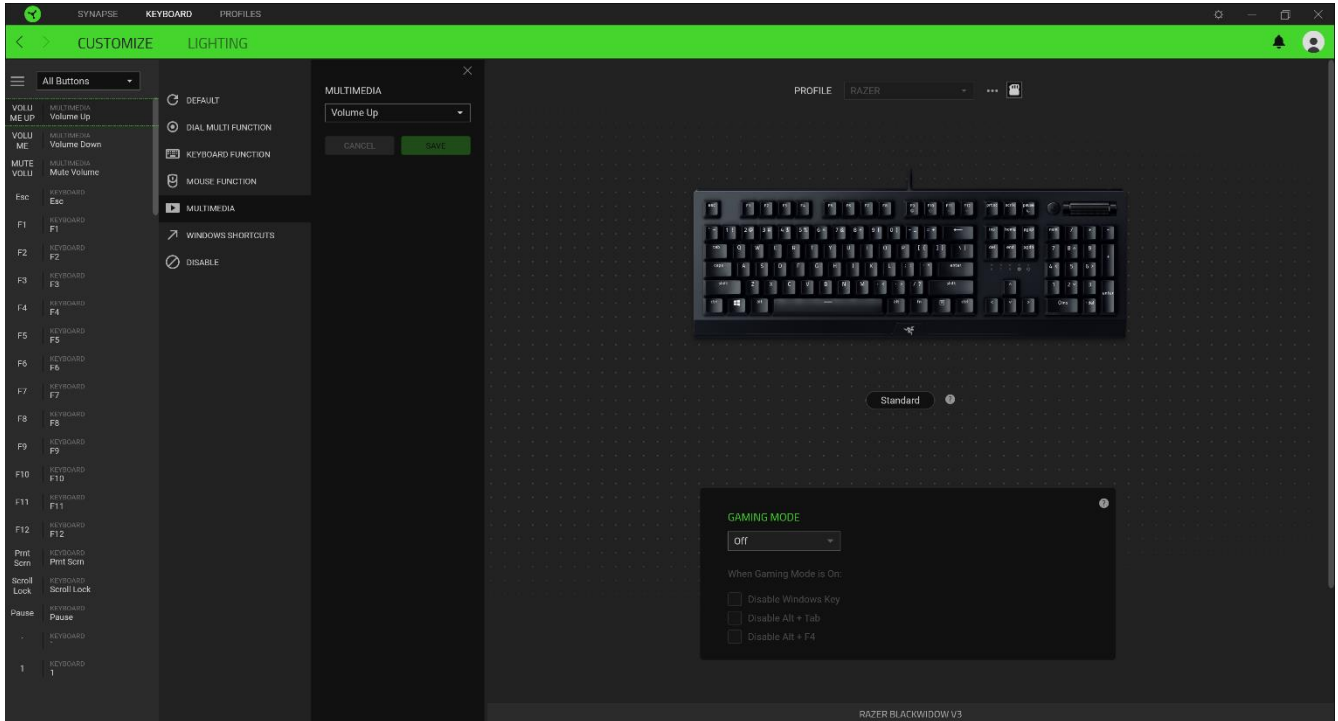 SYNAPSE KEYBOARD PROFILES
CUSTOMIZE LIGHTING
All Buttons
VOLU ME UP MULTIMEDIA Volume Up
VOLU ME MULTIMEDIA Volume Down
MUTE VOLU MULTIMEDIA Mute Volume
Esc KEYBOARD Esc
F1 KEYBOARD F1
F2 KEYBOARD F2
F3 KEYBOARD F3
F4 KEYBOARD F4
F5 KEYBOARD F5
F6 KEYBOARD F6
F7 KEYBOARD F7
F8 KEYBOARD F8
F9 KEYBOARD F9
F10 KEYBOARD F10
F11 KEYBOARD F11
F12 KEYBOARD F12
Prnt Scrn KEYBOARD Prnt Scrn
Scroll Lock KEYBOARD Scroll Lock
Pause KEYBOARD Pause
` KEYBOARD `
1 KEYBOARD 1
DEFAULT
DIAL MULTI FUNCTION
KEYBOARD FUNCTION
MOUSE FUNCTION
MULTIMEDIA
WINDOWS SHORTCUTS
DISABLE
MULTIMEDIA
Volume Up
CANCEL SAVE
PROFILE RAZER
Standard
GAMING MODE
Off
When Gaming Mode is On:
Disable Windows Key
Disable Alt + Tab
Disable Alt + F4
RAZER BLACKWIDOW V3